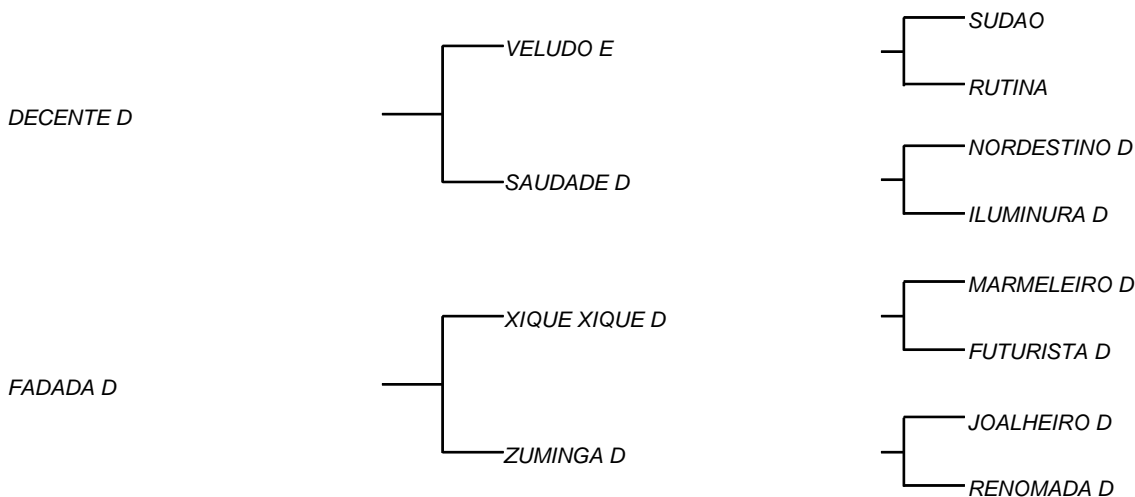 SUDAO
VELUDO E
RUTINA
DECENTE D
NORDESTINO D
SAUDADE D
ILUMINURA D
MARMELEIRO D
XIQUE XIQUE D
FUTURISTA D
FADADA D
JOALHEIRO D
ZUMINGA D
RENOMADA D